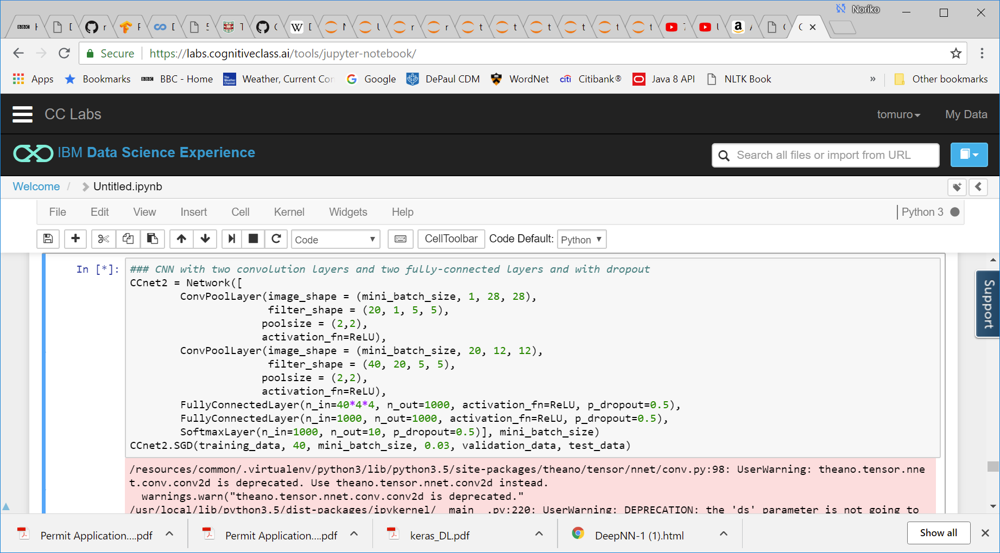 Noriko
Secure https://labs.cognitiveclass.ai/tools/jupyter-notebook/
Apps Bookmarks BBC BBC - Home Weather, Current Con Google DePaul CDM WordNet citi Citibank® Java 8 API NLTK Book » Other bookmarks
CC Labs tomuro My Data
IBM Data Science Experience Search all files or import from URL
Welcome / Untitled.ipynb
File Edit View Insert Cell Kernel Widgets Help Python 3
Code CellToolbar Code Default: Python
In [*]: ### CNN with two convolution layers and two fully-connected layers and with dropout
CCnet2 = Network([
ConvPoolLayer(image_shape = (mini_batch_size, 1, 28, 28),
filter_shape = (20, 1, 5, 5),
poolsize = (2,2),
activation_fn=ReLU),
ConvPoolLayer(image_shape = (mini_batch_size, 20, 12, 12),
filter_shape = (40, 20, 5, 5),
poolsize = (2,2),
activation_fn=ReLU),
FullyConnectedLayer(n_in=40*4*4, n_out=1000, activation_fn=ReLU, p_dropout=0.5),
FullyConnectedLayer(n_in=1000, n_out=1000, activation_fn=ReLU, p_dropout=0.5),
SoftmaxLayer(n_in=1000, n_out=10, p_dropout=0.5)], mini_batch_size)
CCnet2.SGD(training_data, 40, mini_batch_size, 0.03, validation_data, test_data)
Support
/resources/common/.virtualenv/python3/lib/python3.5/site-packages/theano/tensor/nnet/conv.py:98: UserWarning: theano.tensor.nne
t.conv.conv2d is deprecated. Use theano.tensor.nnet.conv2d instead.
warnings.warn("theano.tensor.nnet.conv.conv2d is deprecated."
/usr/local/lib/python3.5/dist-packages/ipykernel/__main__.py:220: UserWarning: DEPRECATION: the 'ds' parameter is not going to
Permit Application....pdf Permit Application....pdf keras_DL.pdf DeepNN-1 (1).html Show all